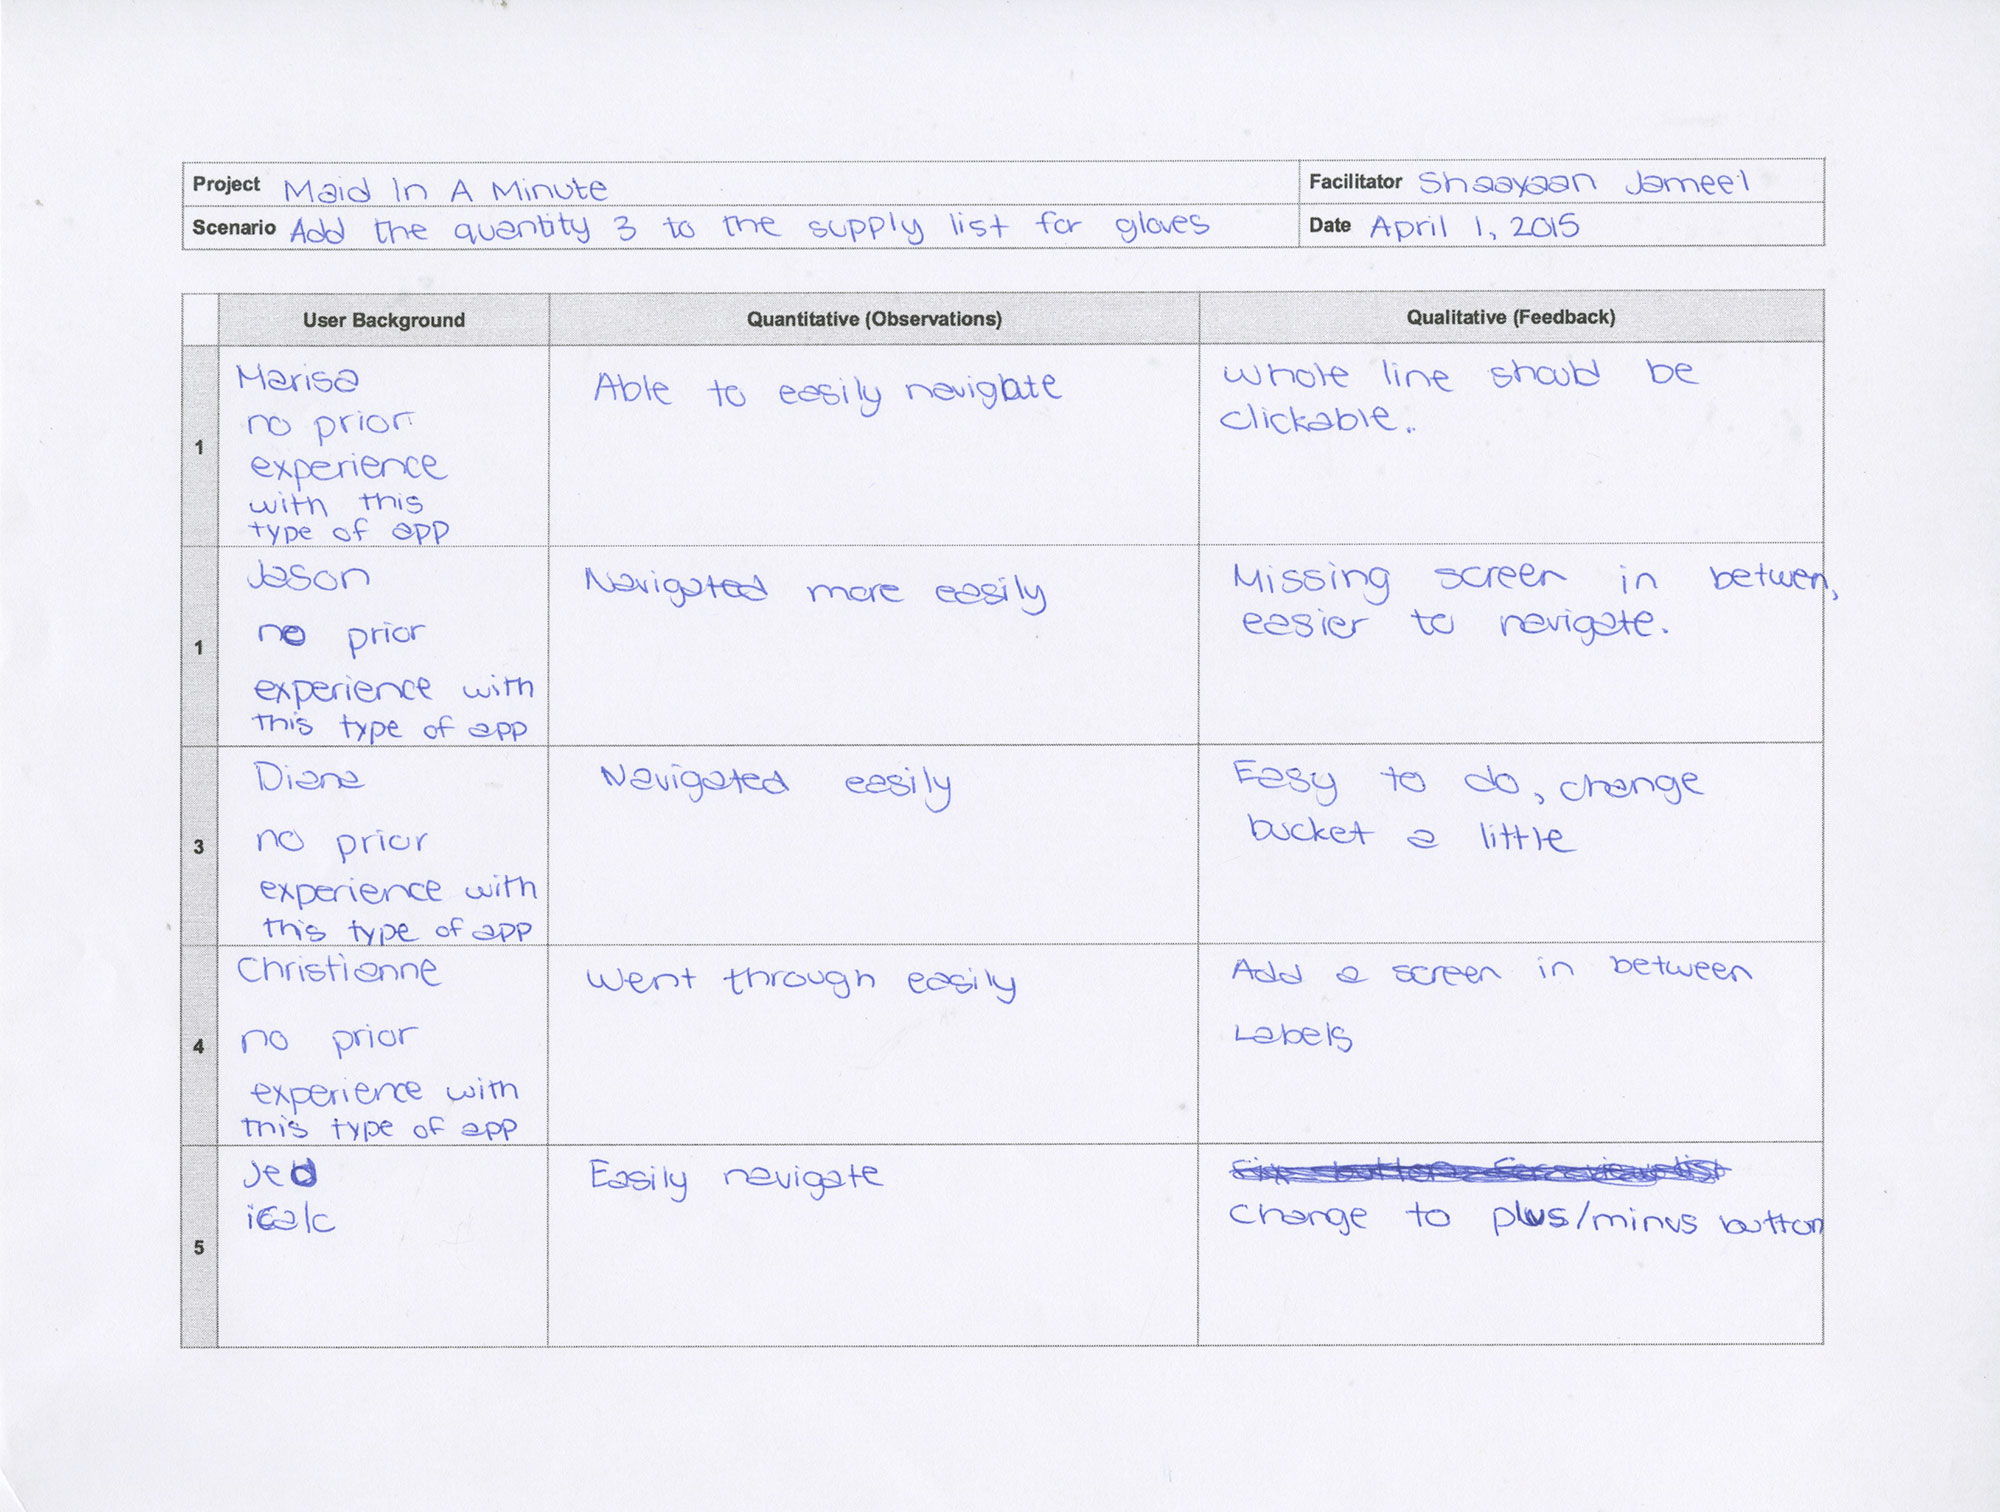 Project Maid In A Minute
Facilitator Shaayaan Jameel
Scenario Add the quantity 3 to the supply list for gloves
Date April 1, 2015
User Background
Quantitative (Observations)
Qualitative (Feedback)
1
Marisa
no prior
experience
with this
type of app
Able to easily navigate
whole line should be
clickable.
1
Jason
no prior
experience with
this type of app
Navigated more easily
Missing screen in betwen,
easier to navigate.
3
Diana
no prior
experience with
this type of app
Navigated easily
Easy to do, change
bucket a little
4
Christianne
no prior
experience with
this type of app
Went through easily
Add a screen in between
Labels
5
Jed
Easily navigate
change to plus/minus button